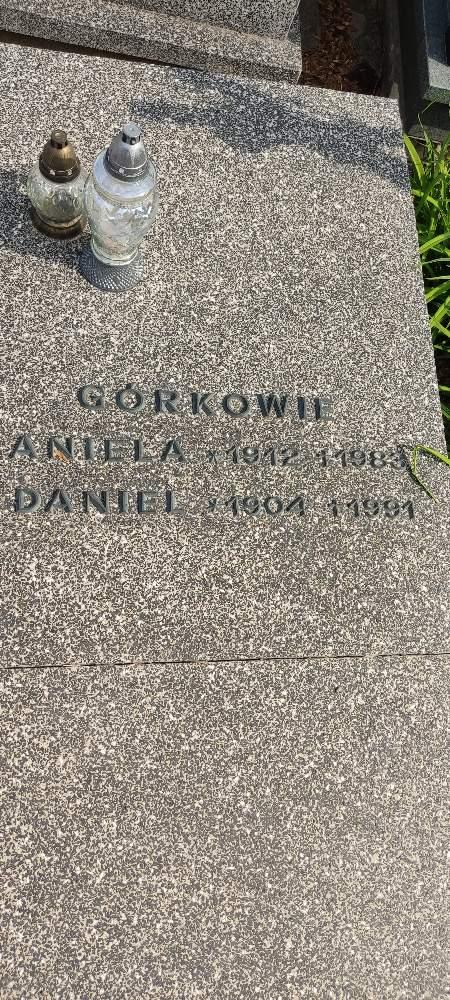 GÓRKOWIE
ANIELA *1912 †1983
DANIEL *1904 †1991